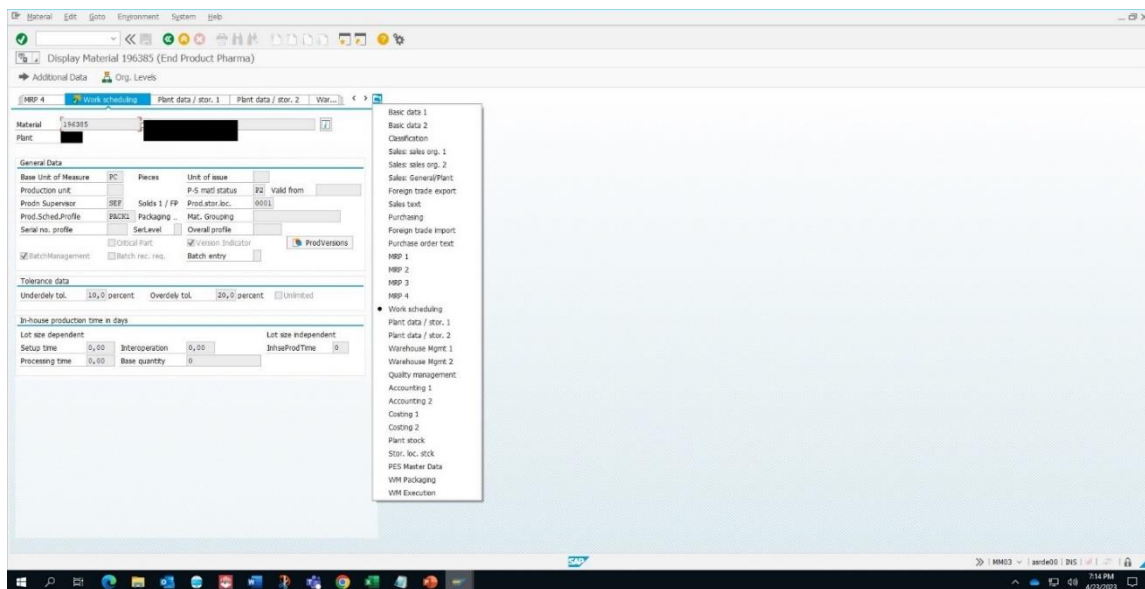 Material Edit Goto Environment System Help
Display Material 196385 (End Product Pharma)
Additional Data Org. Levels
MRP 4 Work scheduling Plant data / stor. 1 Plant data / stor. 2 War...
Material 196385
Plant
General Data
Base Unit of Measure PC Pieces Unit of issue
Production unit P-S matl status P2 Valid from
Prodn Supervisor SEF Solids 1 / FP Prod.stor.loc. 0001
Prod.Sched.Profile PACK1 Packaging .. Mat. Grouping
Serial no. profile SerLevel Overall profile
Critical Part Version Indicator ProdVersions
BatchManagement Batch rec. req. Batch entry
Tolerance data
Underdely tol. 10,0 percent Overdely tol. 20,0 percent Unlimited
In-house production time in days
Lot size dependent Lot size independent
Setup time 0,00 Interoperation 0,00 InhseProdTime 0
Processing time 0,00 Base quantity 0
Basic data 1
Basic data 2
Classification
Sales: sales org. 1
Sales: sales org. 2
Sales: General/Plant
Foreign trade export
Sales text
Purchasing
Foreign trade import
Purchase order text
MRP 1
MRP 2
MRP 3
MRP 4
Work scheduling
Plant data / stor. 1
Plant data / stor. 2
Warehouse Mgmt 1
Warehouse Mgmt 2
Quality management
Accounting 1
Accounting 2
Costing 1
Costing 2
Plant stock
Stor. loc. stck
PES Master Data
WM Packaging
WM Execution
SAP
MM03 asrde00 INS
7:14 PM
4/23/2023